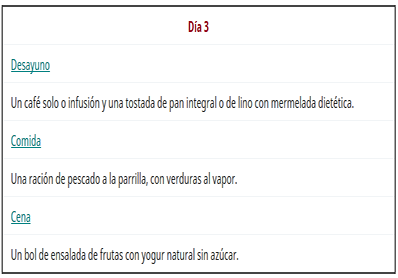 Día 3
Desayuno
Un café solo o infusión y una tostada de pan integral o de lino con mermelada dietética.
Comida
Una ración de pescado a la parrilla, con verduras al vapor.
Cena
Un bol de ensalada de frutas con yogur natural sin azúcar.